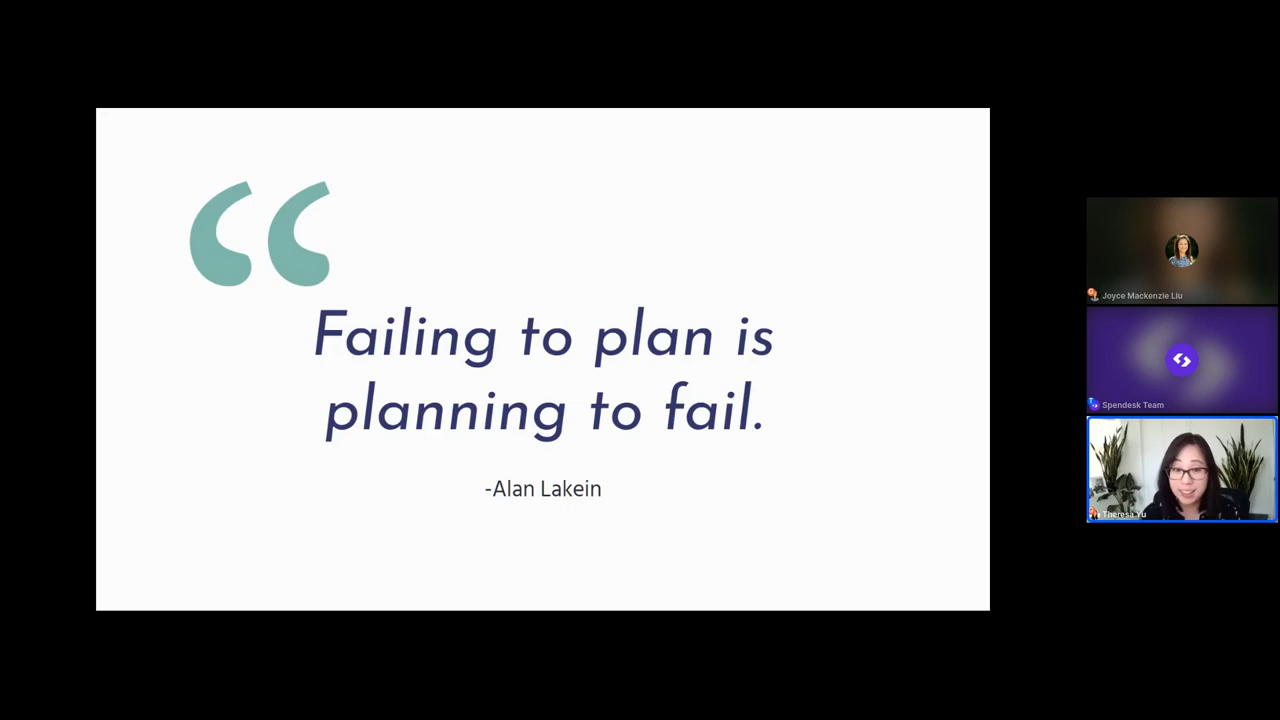 “
Failing to plan is
planning to fail.
-Alan Lakein
Joyce Mackenzie Liu
Spendesk Team
Theresa Yu